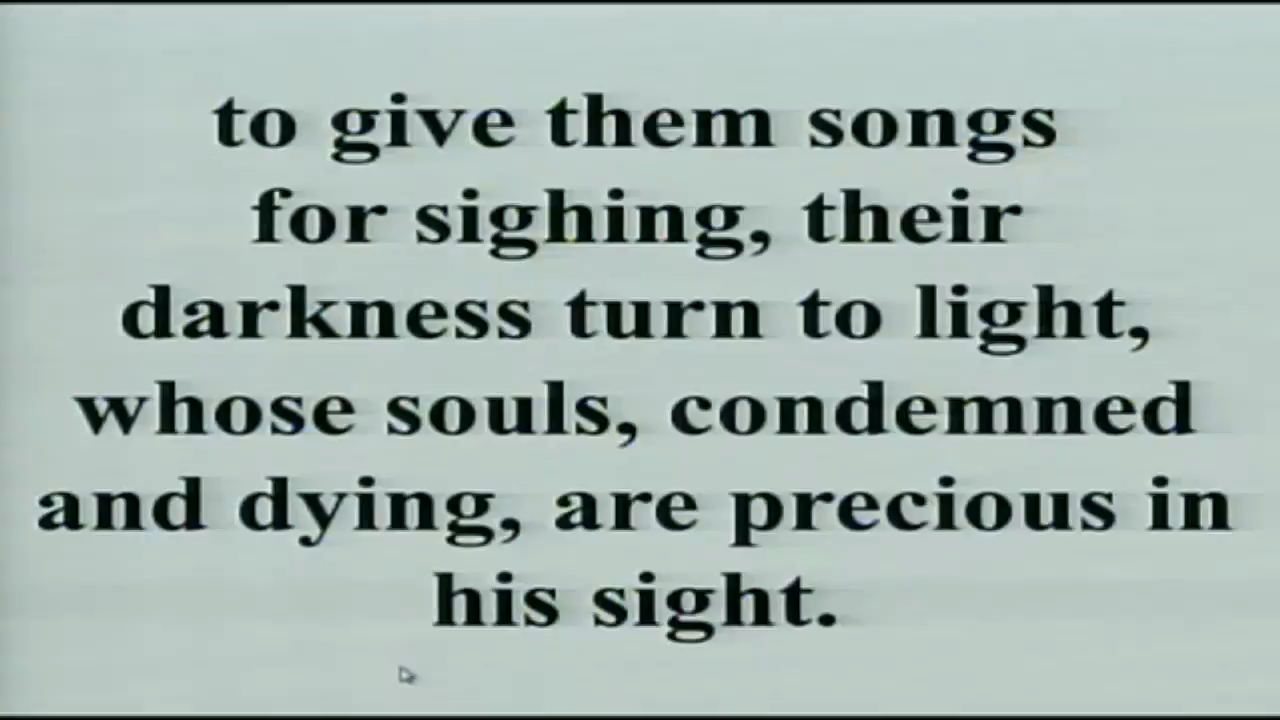 to give them songs
for sighing, their
darkness turn to light,
whose souls, condemned
and dying, are precious in
his sight.